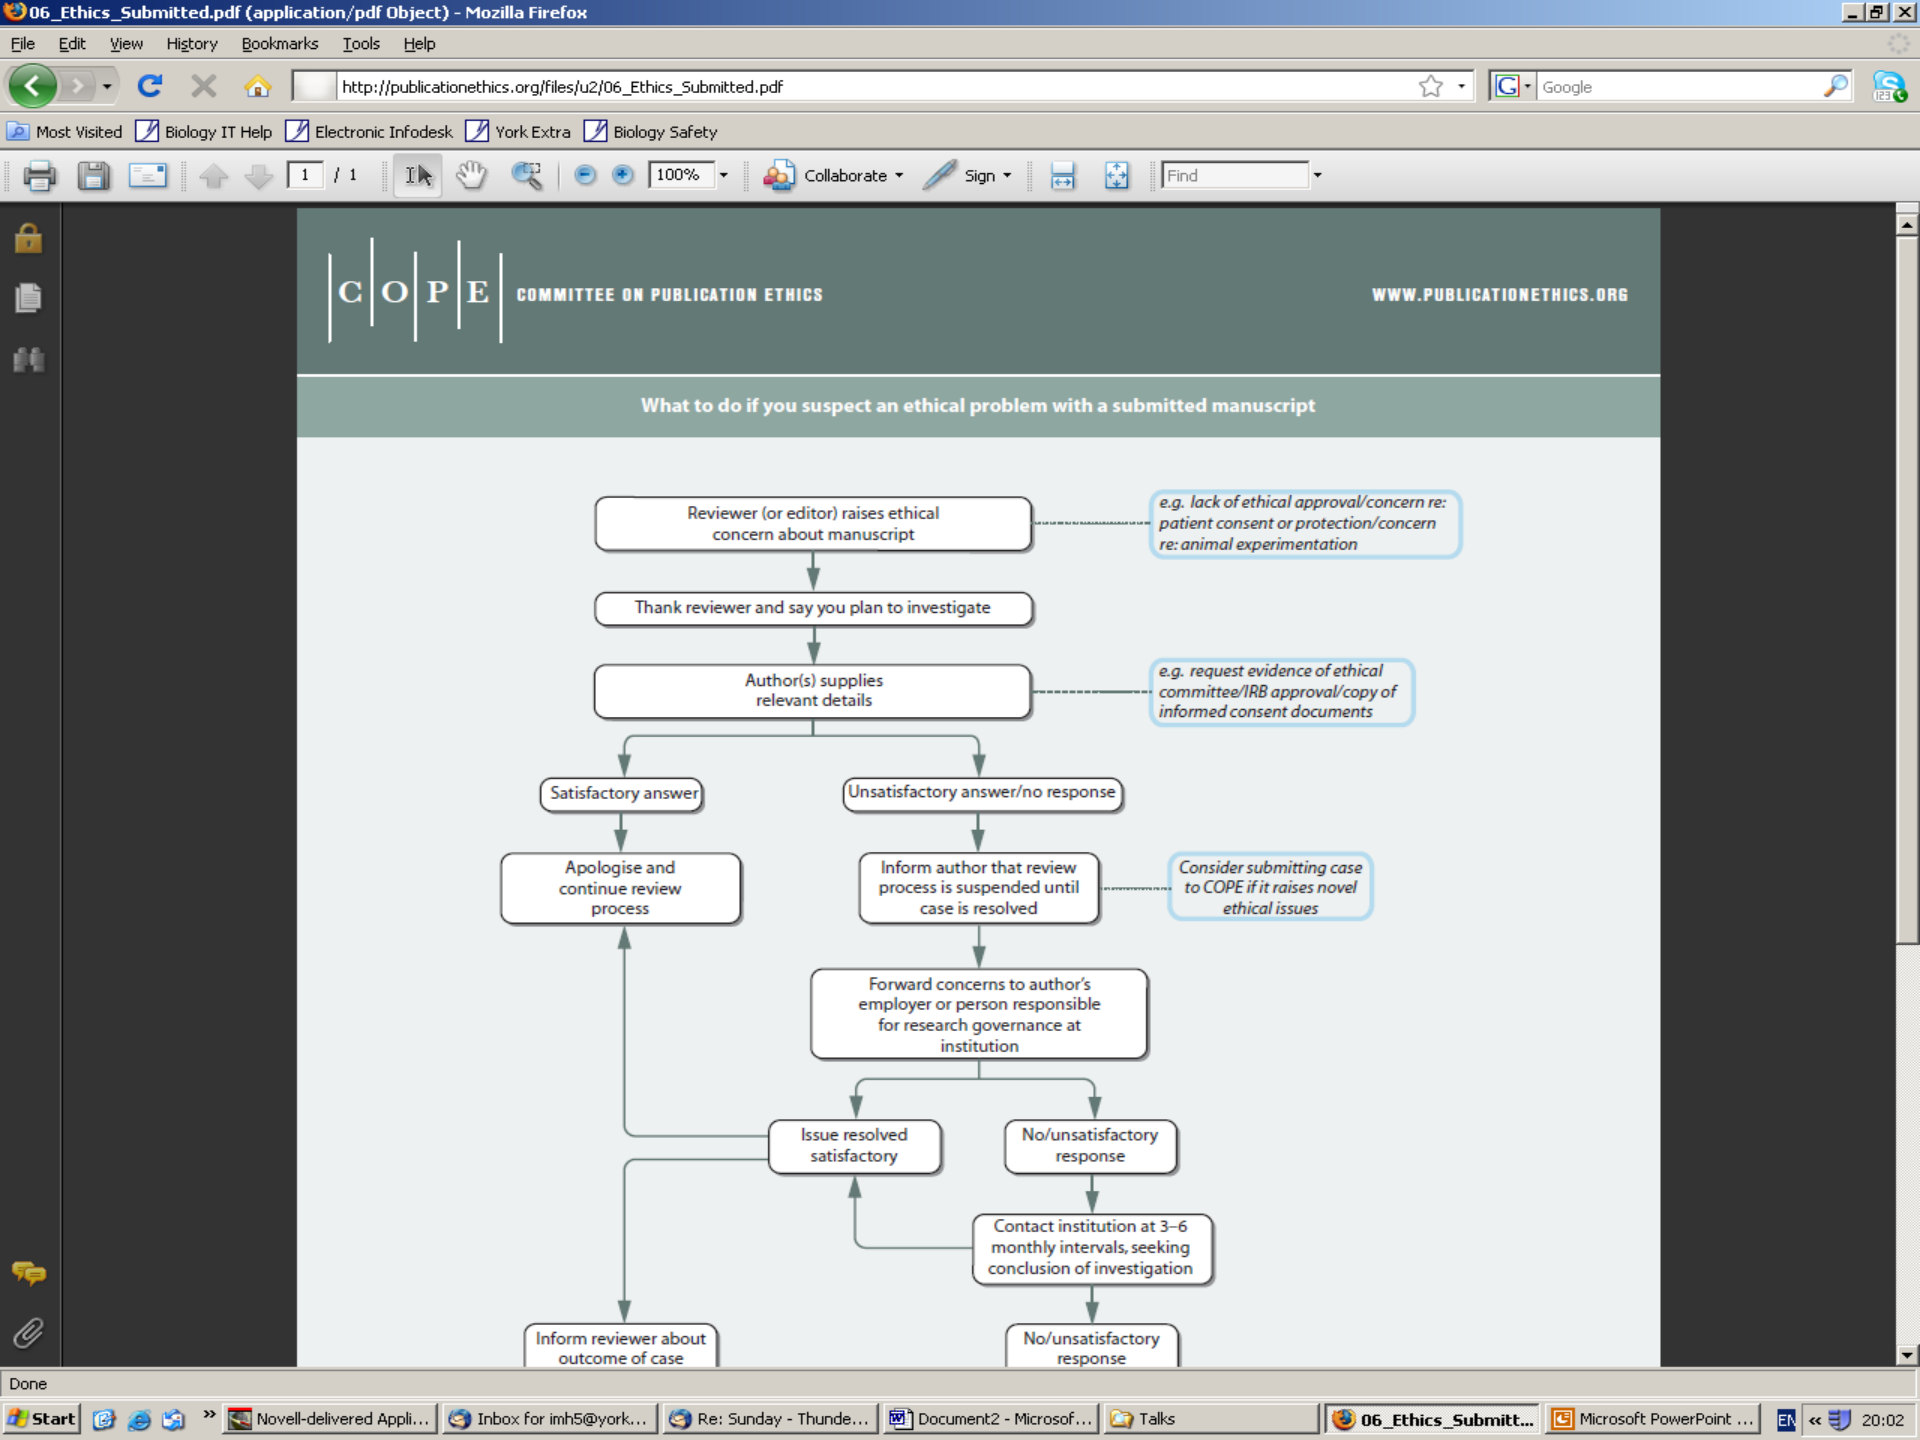 06_Ethics_Submitted.pdf (application/pdf Object) - Mozilla Firefox
File Edit View History Bookmarks Tools Help
http://publicationethics.org/files/u2/06_Ethics_Submitted.pdf
G Google
123
Most Visited Biology IT Help Electronic Infodesk York Extra Biology Safety
1 / 1 100% Collaborate Sign Find
COPE COMMITTEE ON PUBLICATION ETHICS
WWW.PUBLICATIONETHICS.ORG
What to do if you suspect an ethical problem with a submitted manuscript
Reviewer (or editor) raises ethical
concern about manuscript
e.g. lack of ethical approval/concern re:
patient consent or protection/concern
re: animal experimentation
Thank reviewer and say you plan to investigate
Author(s) supplies
relevant details
e.g. request evidence of ethical
committee/IRB approval/copy of
informed consent documents
Satisfactory answer
Unsatisfactory answer/no response
Apologise and
continue review
process
Inform author that review
process is suspended until
case is resolved
Consider submitting case
to COPE if it raises novel
ethical issues
Forward concerns to author's
employer or person responsible
for research governance at
institution
Issue resolved
satisfactory
No/unsatisfactory
response
Contact institution at 3–6
monthly intervals, seeking
conclusion of investigation
Inform reviewer about
outcome of case
No/unsatisfactory
response
Done
Start » Novell-delivered Appli... Inbox for imh5@york... Re: Sunday - Thunde... Document2 - Microsof... Talks 06_Ethics_Submitt... Microsoft PowerPoint ... EN « 20:02